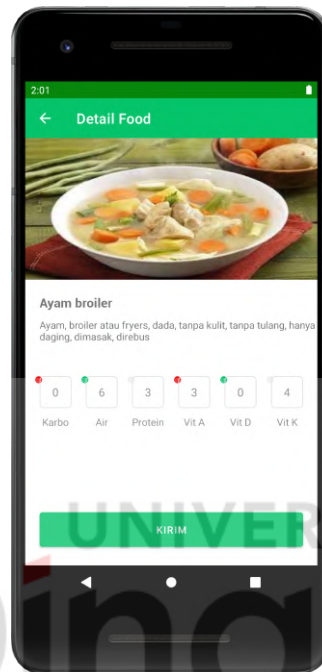 2:01
Detail Food
Ayam broiler
Ayam, broiler atau fryers, dada, tanpa kulit, tanpa tulang, hanya
daging, dimasak, direbus
0 6 3 3 0 4
Karbo Air Protein Vit A Vit D Vit K
UNIVER
KIRIM